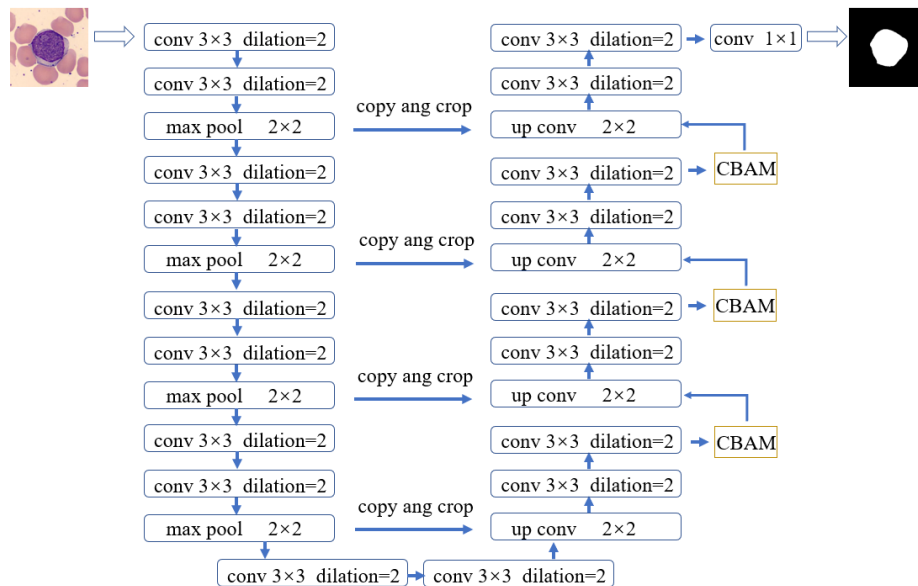 conv 3×3 dilation=2
conv 3×3 dilation=2
max pool 2×2
conv 3×3 dilation=2
conv 3×3 dilation=2
max pool 2×2
conv 3×3 dilation=2
conv 3×3 dilation=2
max pool 2×2
conv 3×3 dilation=2
conv 3×3 dilation=2
max pool 2×2
conv 3×3 dilation=2
conv 3×3 dilation=2
copy ang crop
copy ang crop
copy ang crop
copy ang crop
conv 3×3 dilation=2
conv 3×3 dilation=2
up conv 2×2
conv 3×3 dilation=2
conv 3×3 dilation=2
up conv 2×2
conv 3×3 dilation=2
conv 3×3 dilation=2
up conv 2×2
conv 3×3 dilation=2
conv 3×3 dilation=2
up conv 2×2
conv 1×1
CBAM
CBAM
CBAM